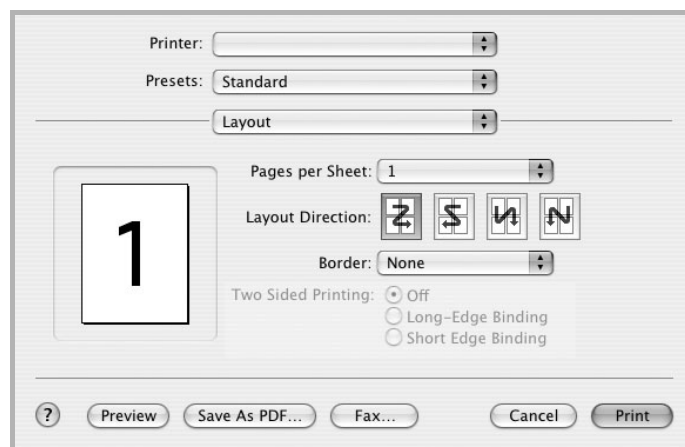 Printer:
Presets: Standard
Layout
Pages per Sheet: 1
1
Layout Direction:
Border: None
Two Sided Printing: Off
Long-Edge Binding
Short Edge Binding
? Preview Save As PDF... Fax... Cancel Print